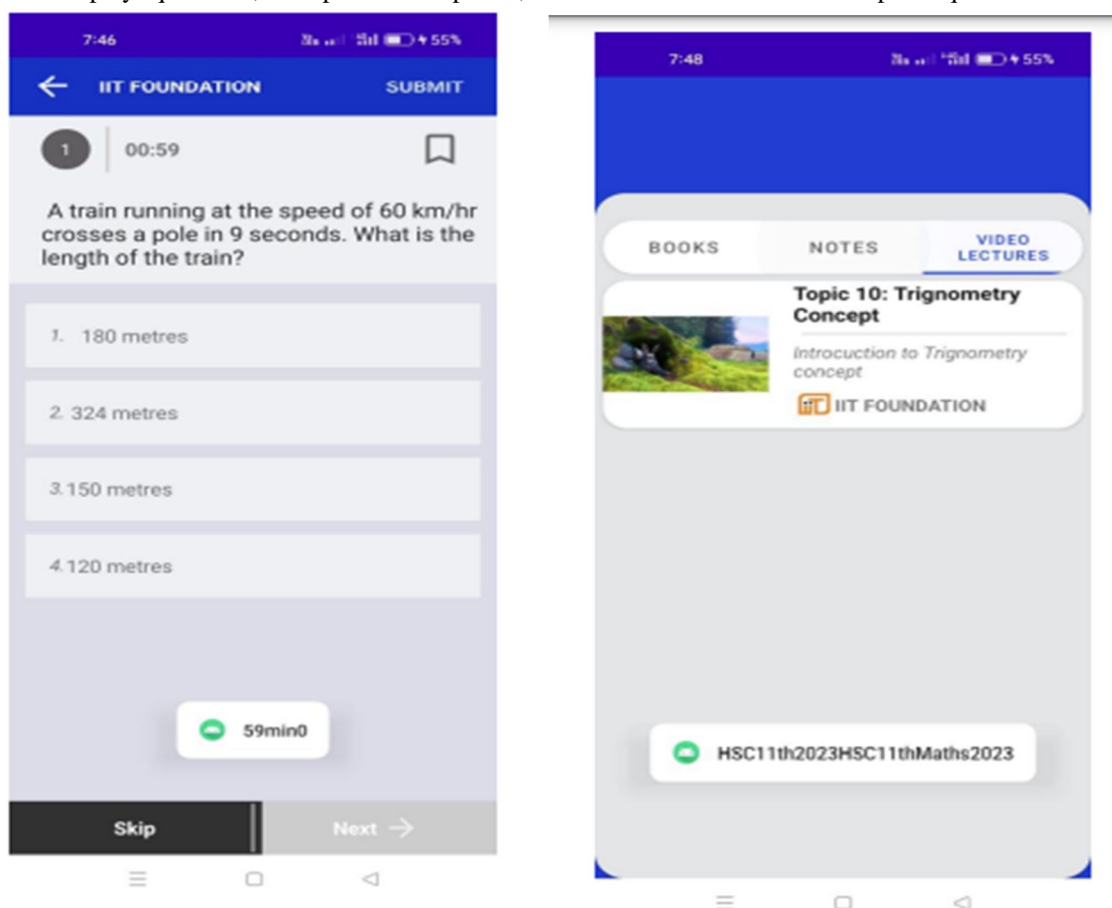 7:46
55%
IIT FOUNDATION
SUBMIT
1
00:59
A train running at the speed of 60 km/hr
crosses a pole in 9 seconds. What is the
length of the train?
1. 180 metres
2. 324 metres
3. 150 metres
4. 120 metres
59min0
Skip
Next →
7:48
55%
BOOKS
NOTES
VIDEO
LECTURES
Topic 10: Trignometry
Concept
Introcuction to Trignometry
concept
IIT FOUNDATION
HSC11th2023HSC11thMaths2023